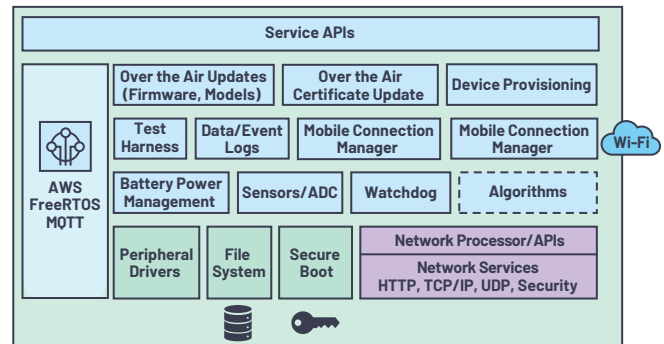 Service APIs
Over the Air Updates
(Firmware, Models)
Over the Air
Certificate Update
Device Provisioning
Test
Harness
Data/Event
Logs
Mobile Connection
Manager
Mobile Connection
Manager
Wi-Fi
AWS
FreeRTOS
MQTT
Battery Power
Management
Sensors/ADC
Watchdog
Algorithms
Peripheral
Drivers
File
System
Secure
Boot
Network Processor/APIs
Network Services
HTTP, TCP/IP, UDP, Security